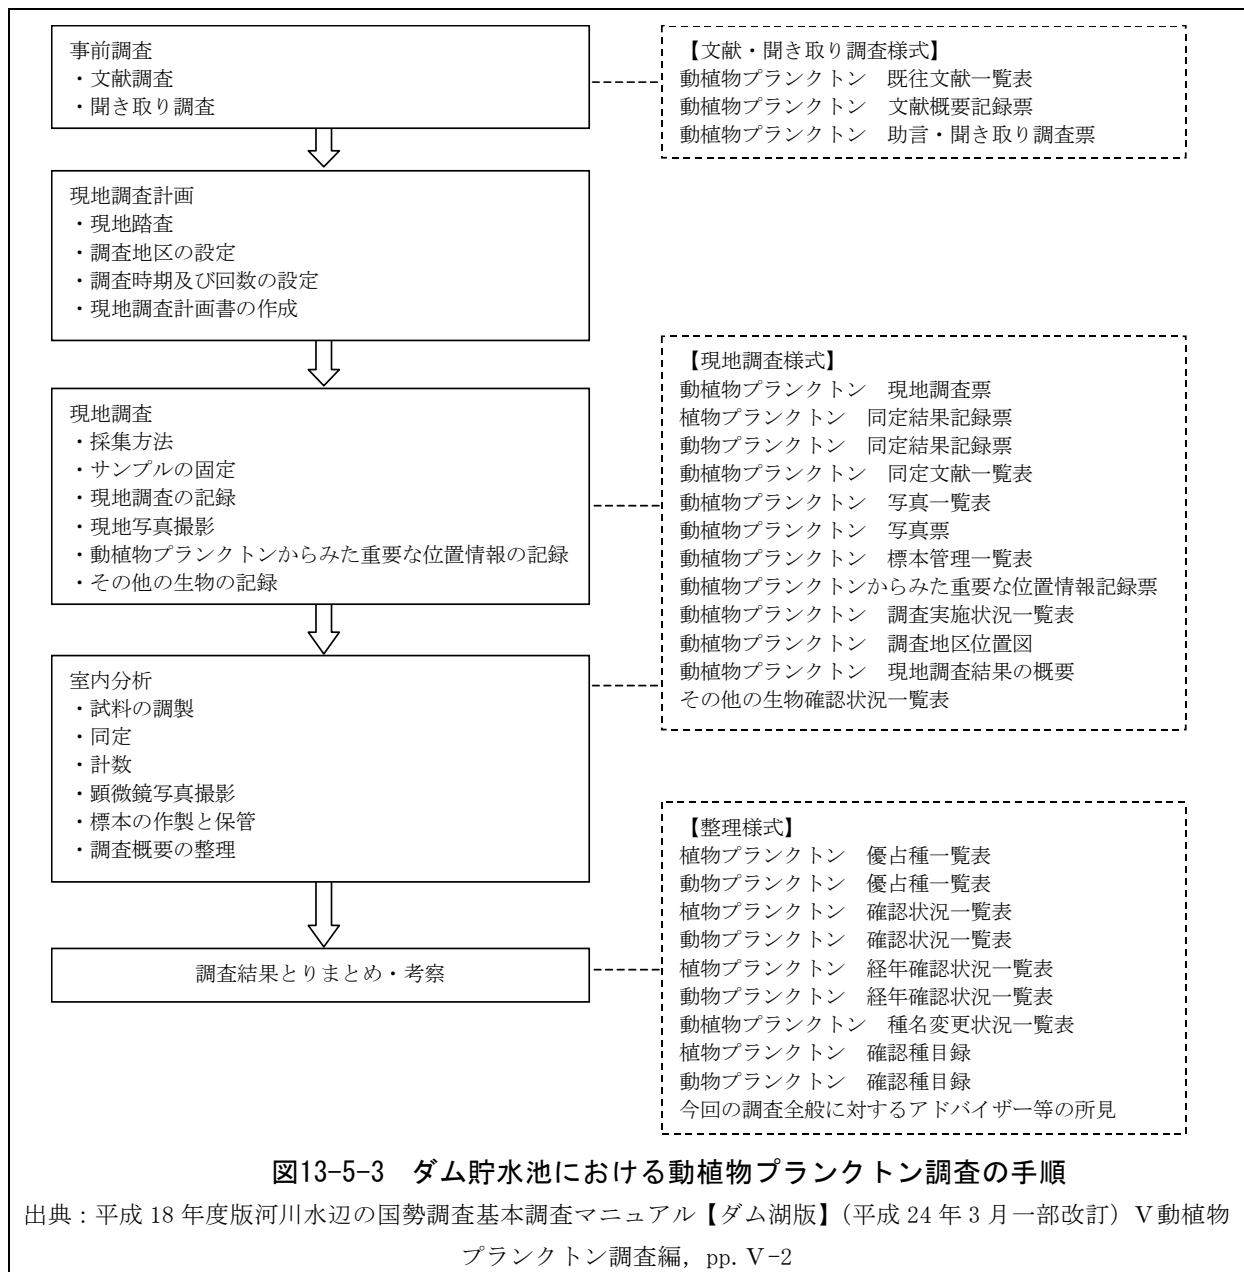 事前調査
・文献調査
・聞き取り調査
【文献・聞き取り調査様式】
動植物プランクトン　既往文献一覧表
動植物プランクトン　文献概要記録票
動植物プランクトン　助言・聞き取り調査票
現地調査計画
・現地踏査
・調査地区の設定
・調査時期及び回数の設定
・現地調査計画書の作成
現地調査
・採集方法
・サンプルの固定
・現地調査の記録
・現地写真撮影
・動植物プランクトンからみた重要な位置情報の記録
・その他の生物の記録
【現地調査様式】
動植物プランクトン　現地調査票
植物プランクトン　同定結果記録票
動物プランクトン　同定結果記録票
動植物プランクトン　同定文献一覧表
動植物プランクトン　写真一覧表
動植物プランクトン　写真票
動植物プランクトン　標本管理一覧表
動植物プランクトンからみた重要な位置情報記録票
動植物プランクトン　調査実施状況一覧表
動植物プランクトン　調査地区位置図
動植物プランクトン　現地調査結果の概要
その他の生物確認状況一覧表
室内分析
・試料の調製
・同定
・計数
・顕微鏡写真撮影
・標本の作製と保管
・調査概要の整理
調査結果とりまとめ・考察
【整理様式】
植物プランクトン　優占種一覧表
動物プランクトン　優占種一覧表
植物プランクトン　確認状況一覧表
動物プランクトン　確認状況一覧表
植物プランクトン　経年確認状況一覧表
動物プランクトン　経年確認状況一覧表
動植物プランクトン　種名変更状況一覧表
植物プランクトン　確認種目録
動物プランクトン　確認種目録
今回の調査全般に対するアドバイザー等の所見
図13-5-3　ダム貯水池における動植物プランクトン調査の手順
出典：平成 18 年度版河川水辺の国勢調査基本調査マニュアル【ダム湖版】（平成 24 年 3 月一部改訂）Ⅴ動植物
プランクトン調査編，pp.Ⅴ-2